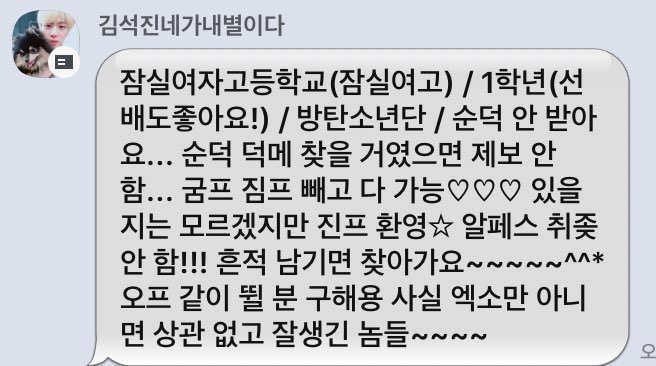 김석진네가내별이다
잠실여자고등학교(잠실여고) / 1학년(선
배도좋아요!) / 방탄소년단 / 순덕 안 받아
요... 순덕 덕메 찾을 거였으면 제보 안
함... 굼프 짐프 빼고 다 가능♡♡♡ 있을
지는 모르겠지만 진프 환영☆ 알페스 취좆
안 함!!! 흔적 남기면 찾아가요~~~~~^^*
오프 같이 뛸 분 구해용 사실 엑소만 아니
면 상관 없고 잘생긴 놈들~~~~
오